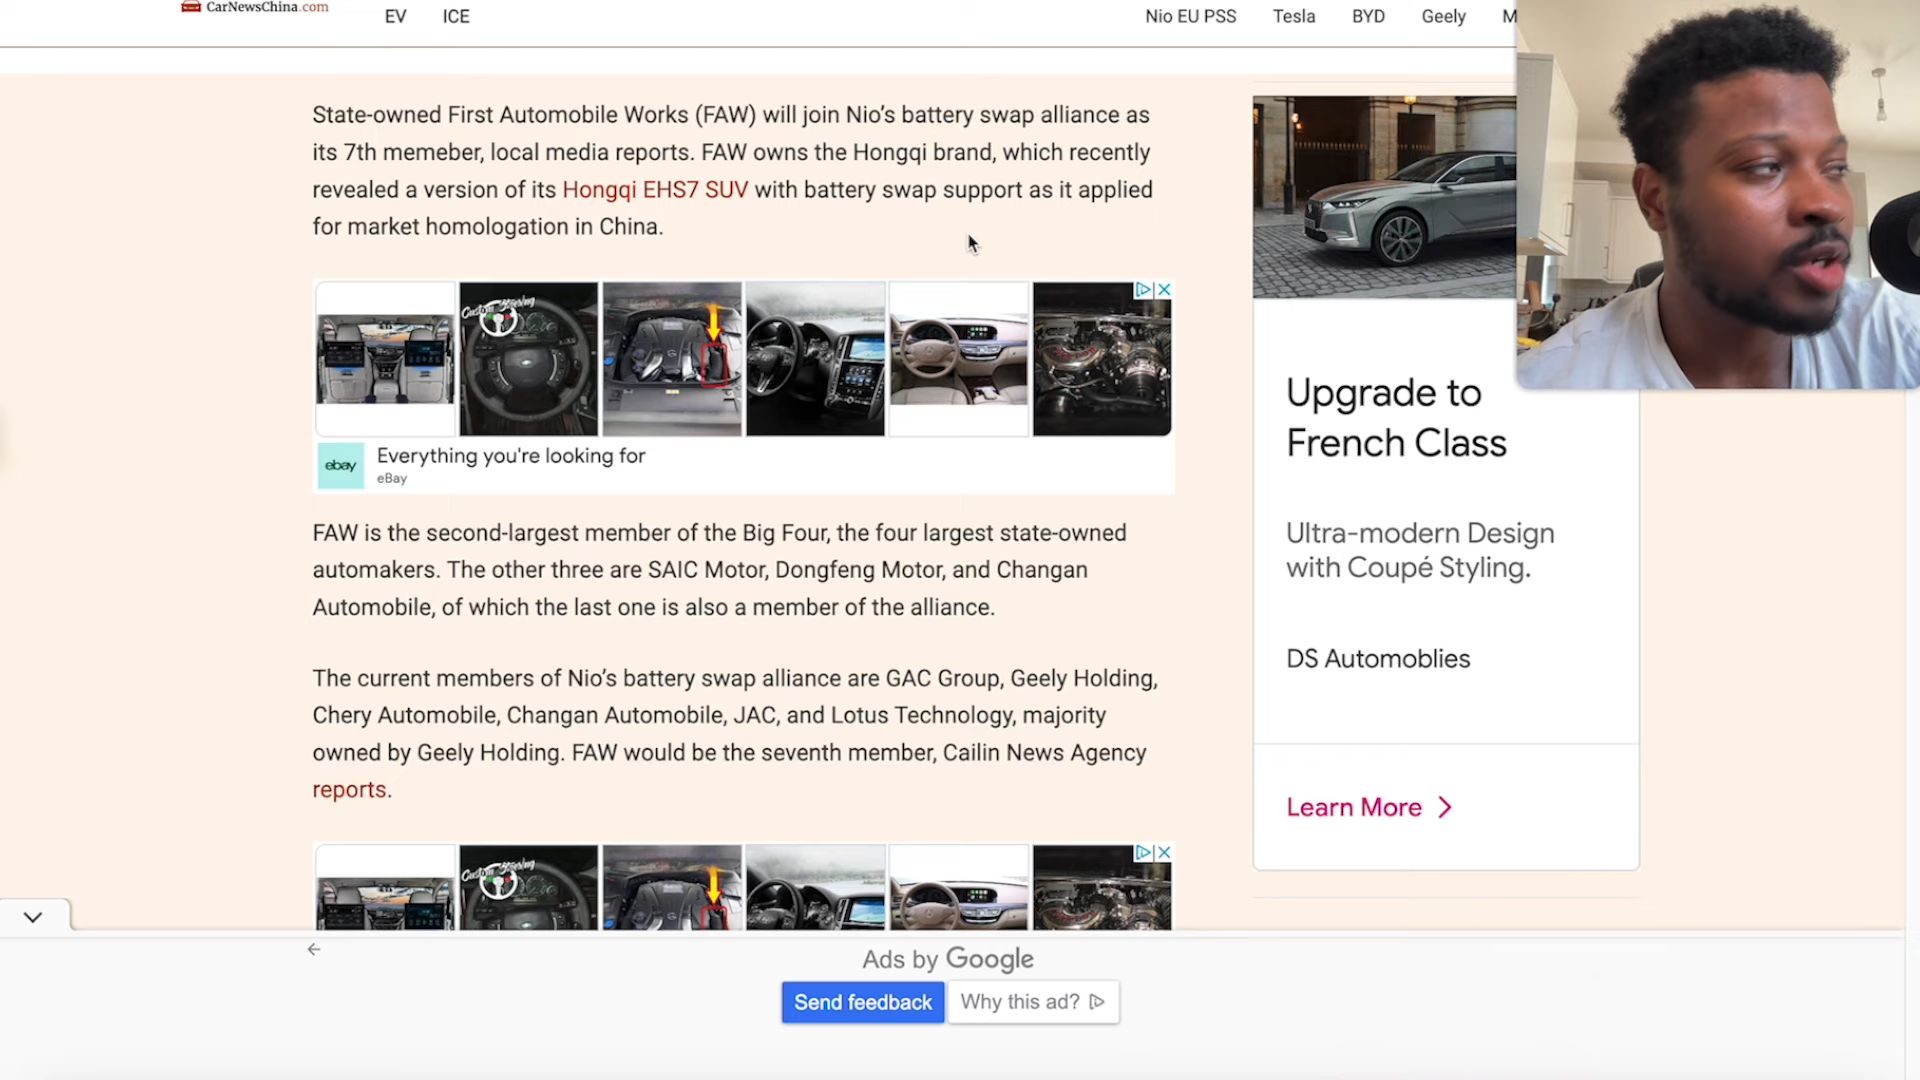 CarNewsChina.com
EV ICE Nio EU PSS Tesla BYD Geely M
State-owned First Automobile Works (FAW) will join Nio’s battery swap alliance as
its 7th memeber, local media reports. FAW owns the Hongqi brand, which recently
revealed a version of its Hongqi EHS7 SUV with battery swap support as it applied
for market homologation in China.
ebay
Everything you're looking for
eBay
FAW is the second-largest member of the Big Four, the four largest state-owned
automakers. The other three are SAIC Motor, Dongfeng Motor, and Changan
Automobile, of which the last one is also a member of the alliance.
The current members of Nio’s battery swap alliance are GAC Group, Geely Holding,
Chery Automobile, Changan Automobile, JAC, and Lotus Technology, majority
owned by Geely Holding. FAW would be the seventh member, Cailin News Agency
reports.
Upgrade to
French Class
Ultra-modern Design
with Coupé Styling.
DS Automoblies
Learn More
Ads by Google
Send feedback
Why this ad?